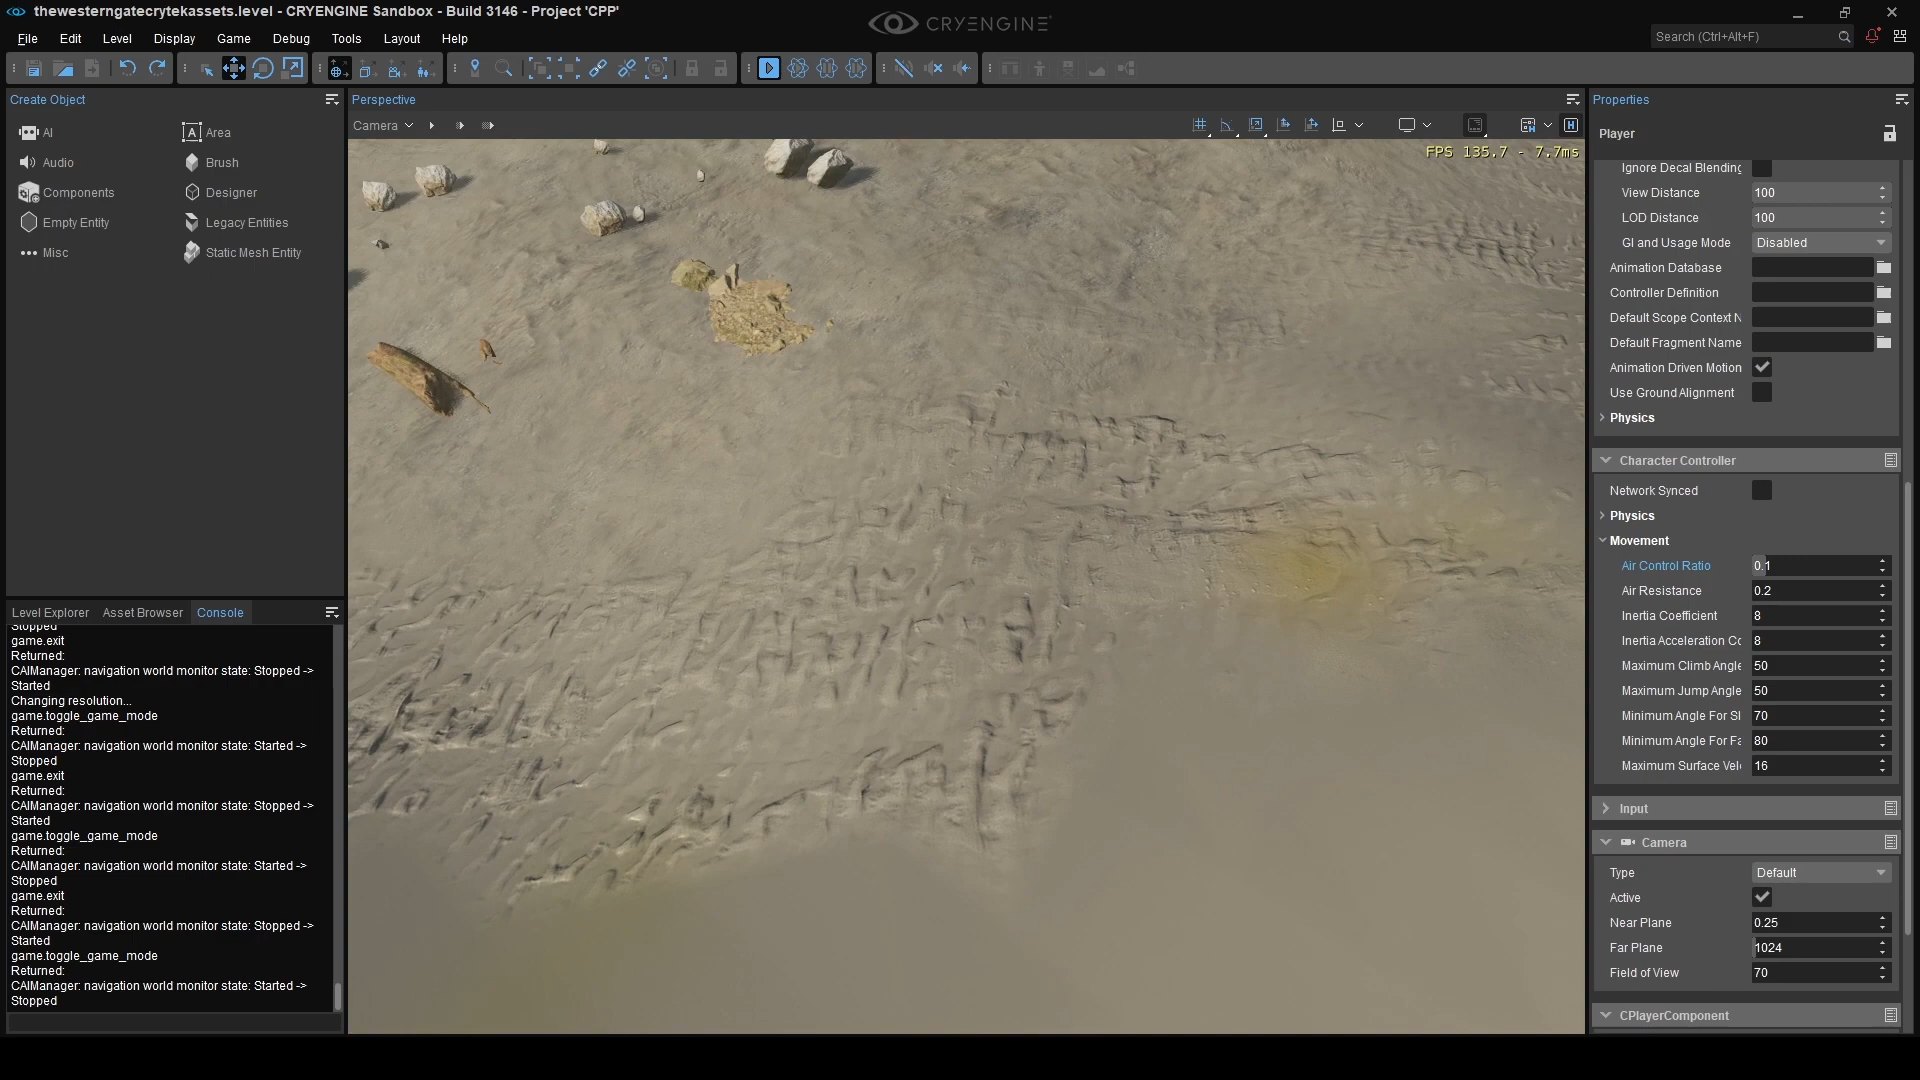 thewesterngatecrytekassets.level - CRYENGINE Sandbox - Build 3146 - Project 'CPP'
CRYENGINE
File Edit Level Display Game Debug Tools Layout Help
Search (Ctrl+Alt+F)
Create Object
AI
Area
Audio
Brush
Components
Designer
Empty Entity
Legacy Entities
Misc
Static Mesh Entity
Level Explorer Asset Browser Console
Stopped
game.exit
Returned:
CAIManager: navigation world monitor state: Stopped ->
Started
Changing resolution...
game.toggle_game_mode
Returned:
CAIManager: navigation world monitor state: Started ->
Stopped
game.exit
Returned:
CAIManager: navigation world monitor state: Stopped ->
Started
game.toggle_game_mode
Returned:
CAIManager: navigation world monitor state: Started ->
Stopped
game.exit
Returned:
CAIManager: navigation world monitor state: Stopped ->
Started
game.toggle_game_mode
Returned:
CAIManager: navigation world monitor state: Started ->
Stopped
Perspective
Camera
FPS 135.7 - 7.7ms
Properties
Player
Ignore Decal Blending
View Distance 100
LOD Distance 100
GI and Usage Mode Disabled
Animation Database
Controller Definition
Default Scope Context N
Default Fragment Name
Animation Driven Motion
Use Ground Alignment
Physics
Character Controller
Network Synced
Physics
Movement
Air Control Ratio 0.1
Air Resistance 0.2
Inertia Coefficient 8
Inertia Acceleration Co 8
Maximum Climb Angle 50
Maximum Jump Angle 50
Minimum Angle For Sl 70
Minimum Angle For Fa 80
Maximum Surface Vel 16
Input
Camera
Type Default
Active
Near Plane 0.25
Far Plane 1024
Field of View 70
CPlayerComponent